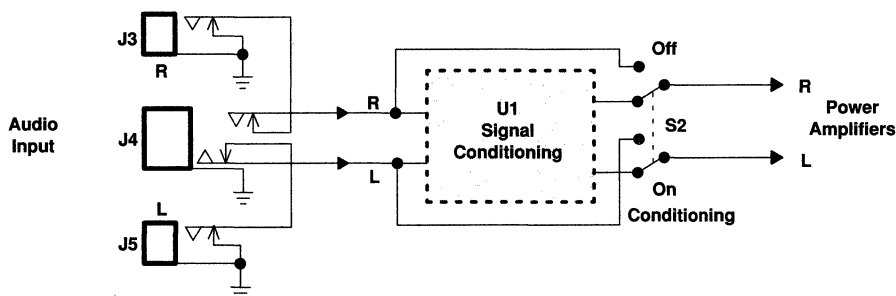 J3
R
Audio
Input
J4
L
J5
R
L
U1
Signal
Conditioning
Off
S2
On
Conditioning
R
Power
Amplifiers
L